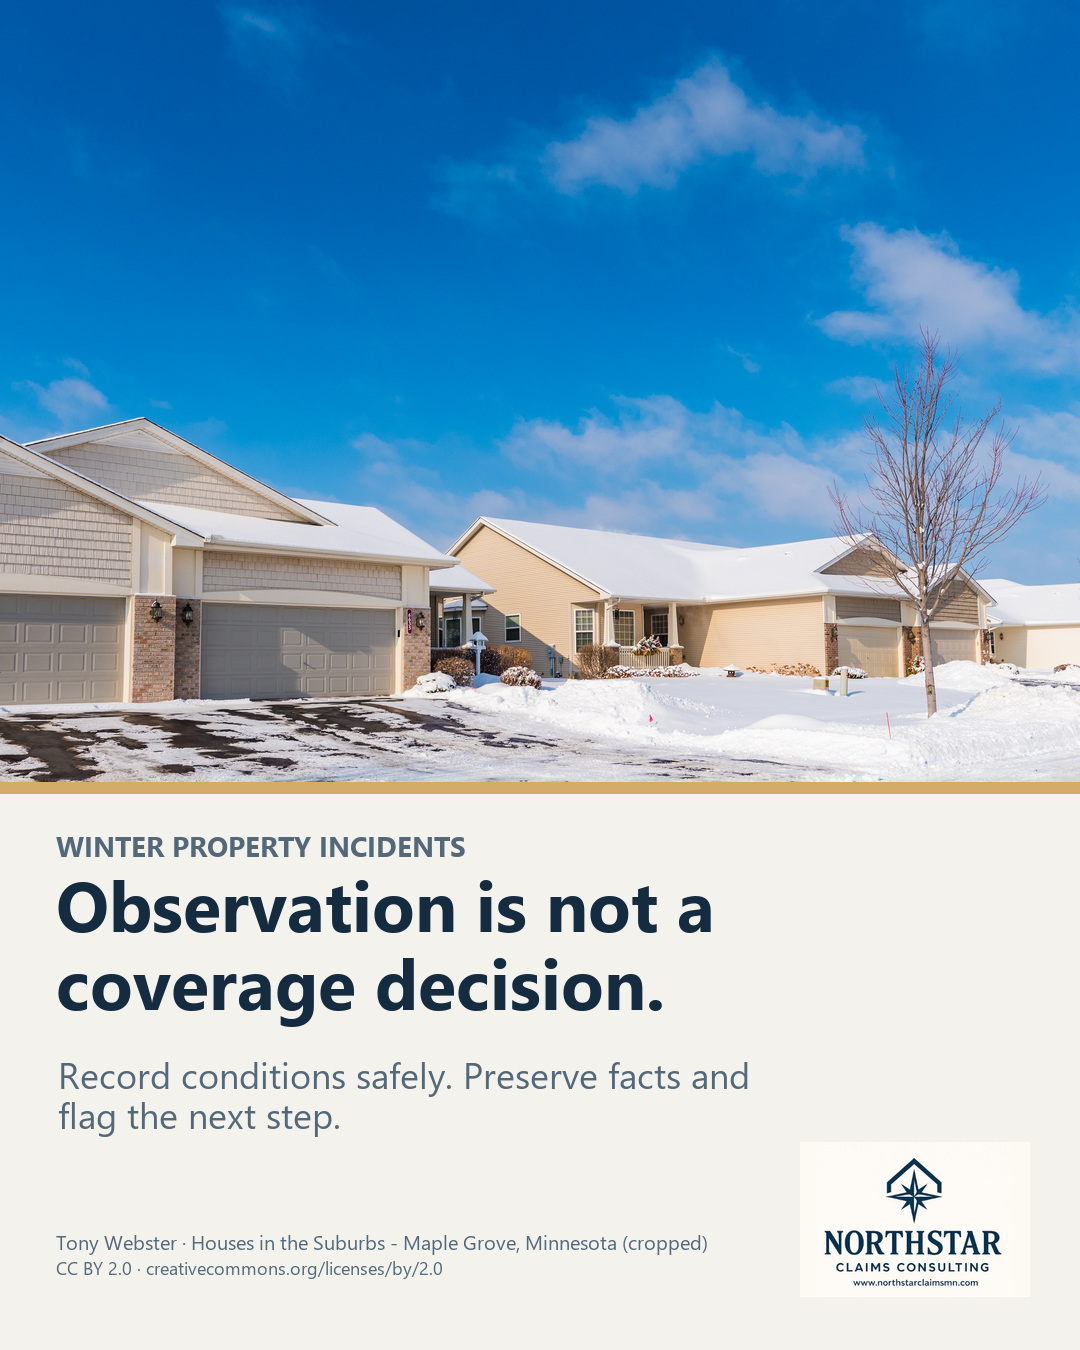 WINTER PROPERTY INCIDENTS
Observation is not a
coverage decision.
Record conditions safely. Preserve facts and
flag the next step.
Tony Webster · Houses in the Suburbs - Maple Grove, Minnesota (cropped)
CC BY 2.0 · creativecommons.org/licenses/by/2.0
NORTHSTAR
CLAIMS CONSULTING
www.northstarclaimsmn.com